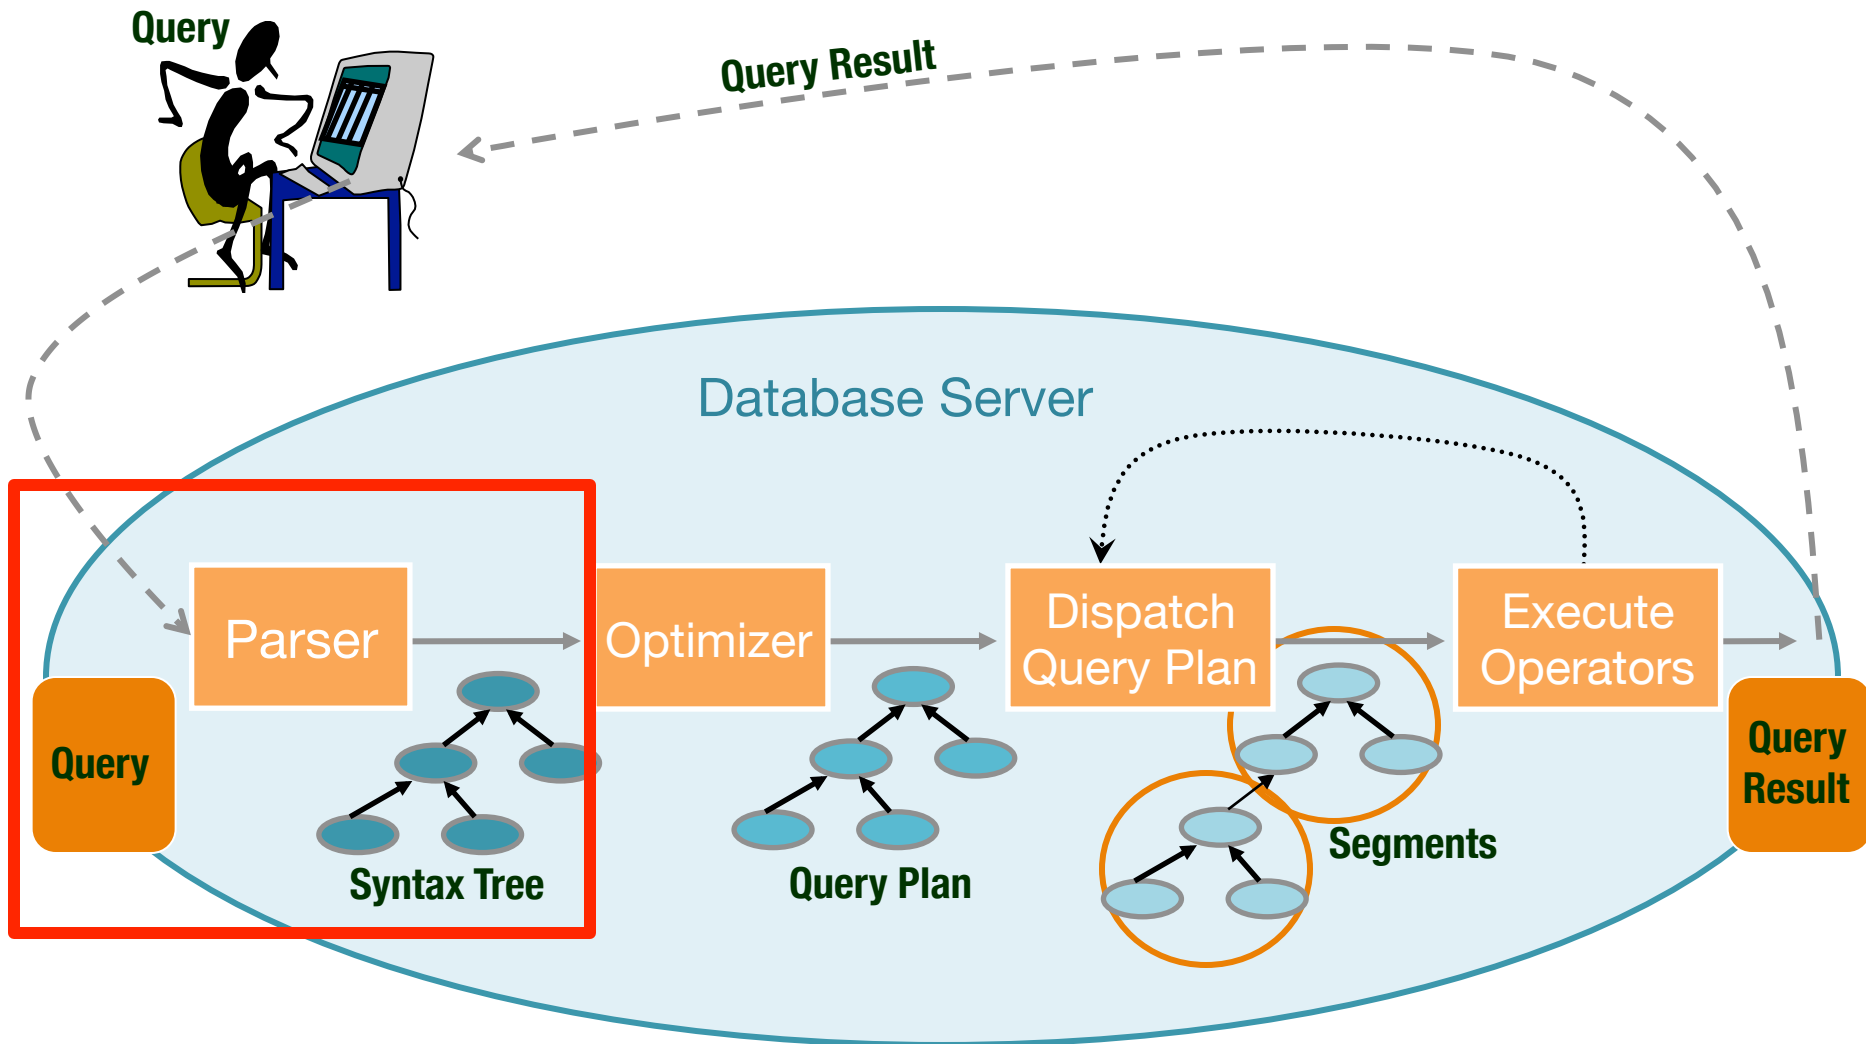 Query
Query Result
Database Server
Parser
Optimizer
Dispatch
Query Plan
Execute
Operators
Query
Syntax Tree
Query Plan
Segments
Query
Result